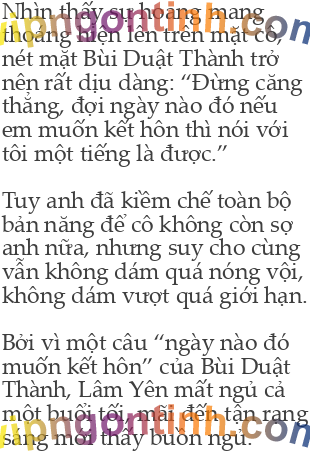 Nhìn thấy sự hoảng mang
thoáng hiện lên trên mặt cô,
nét mặt Bùi Duật Thành trở
nên rất dịu dàng: “Đừng căng
thẳng, đợi ngày nào đó nếu
em muốn kết hôn thì nói với
tôi một tiếng là được.”
Tuy anh đã kiềm chế toàn bộ
bản năng để cô không còn sợ
anh nữa, nhưng suy cho cùng
vẫn không dám quá nóng vội,
không dám vượt quá giới hạn.
Bởi vì một câu “ngày nào đó
muốn kết hôn” của Bùi Duật
Thành, Lâm Yên mất ngủ cả
một buổi tối, mãi đến tận rạng
sáng mới thấy buồn ngủ.
vipngontinh.com
vipngontinh.com